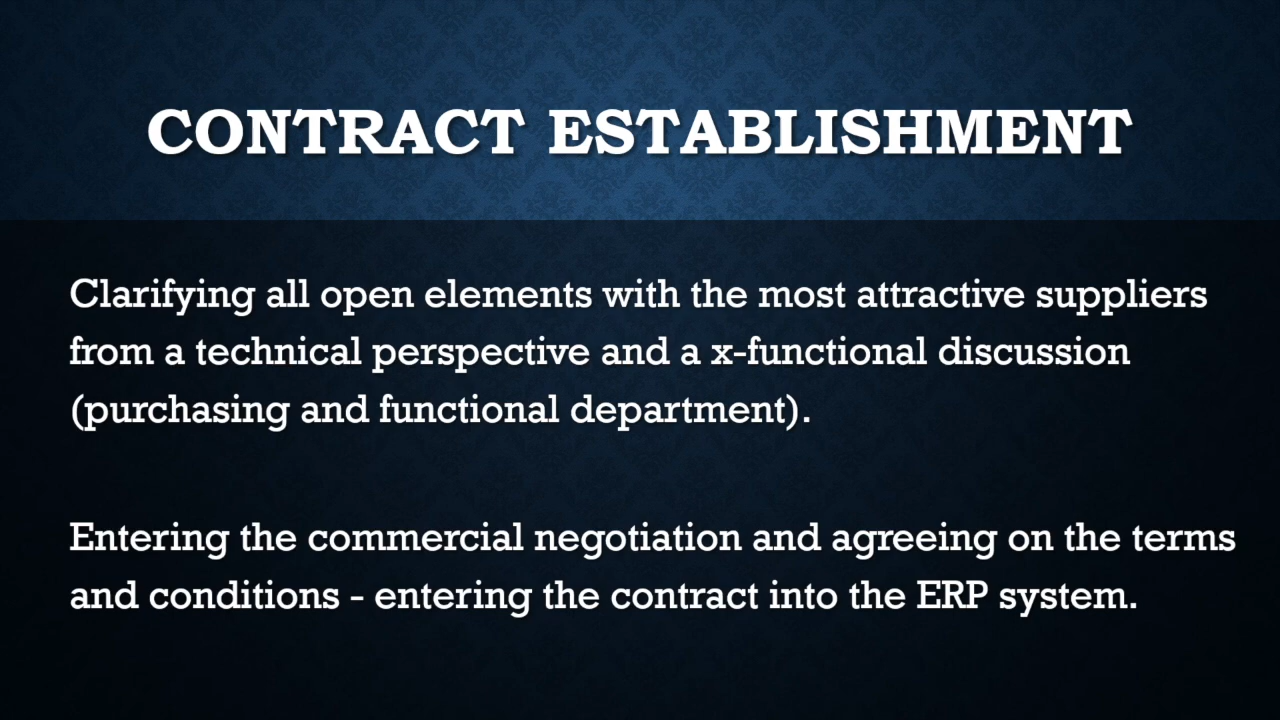 CONTRACT ESTABLISHMENT
Clarifying all open elements with the most attractive suppliers
from a technical perspective and a x-functional discussion
(purchasing and functional department).
Entering the commercial negotiation and agreeing on the terms
and conditions - entering the contract into the ERP system.